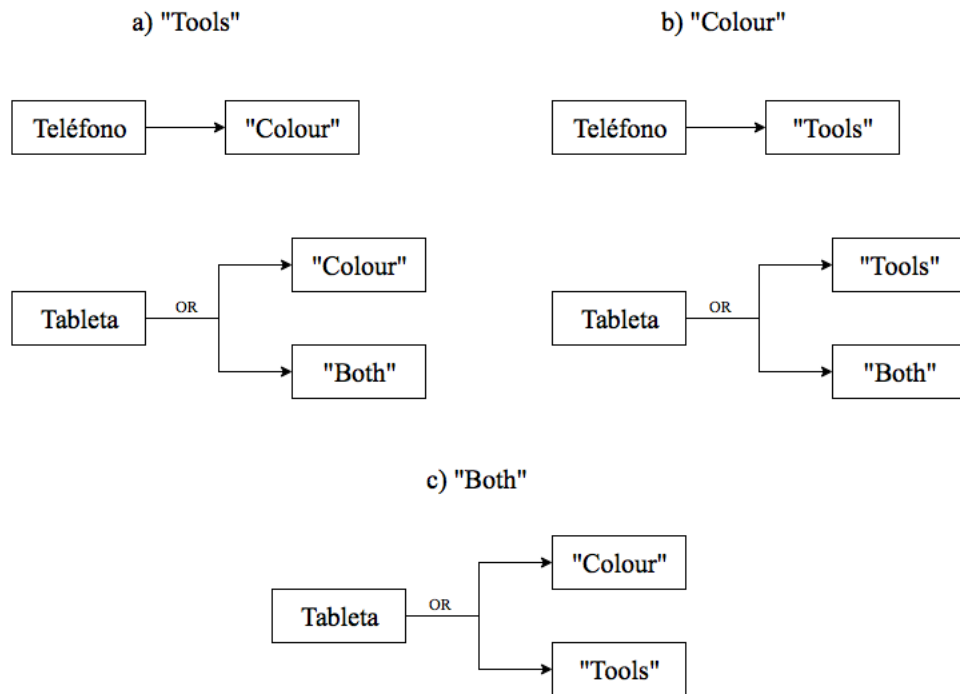 a) "Tools"
Teléfono
"Colour"
Tableta
OR
"Colour"
"Both"
b) "Colour"
Teléfono
"Tools"
Tableta
OR
"Tools"
"Both"
c) "Both"
Tableta
OR
"Colour"
"Tools"